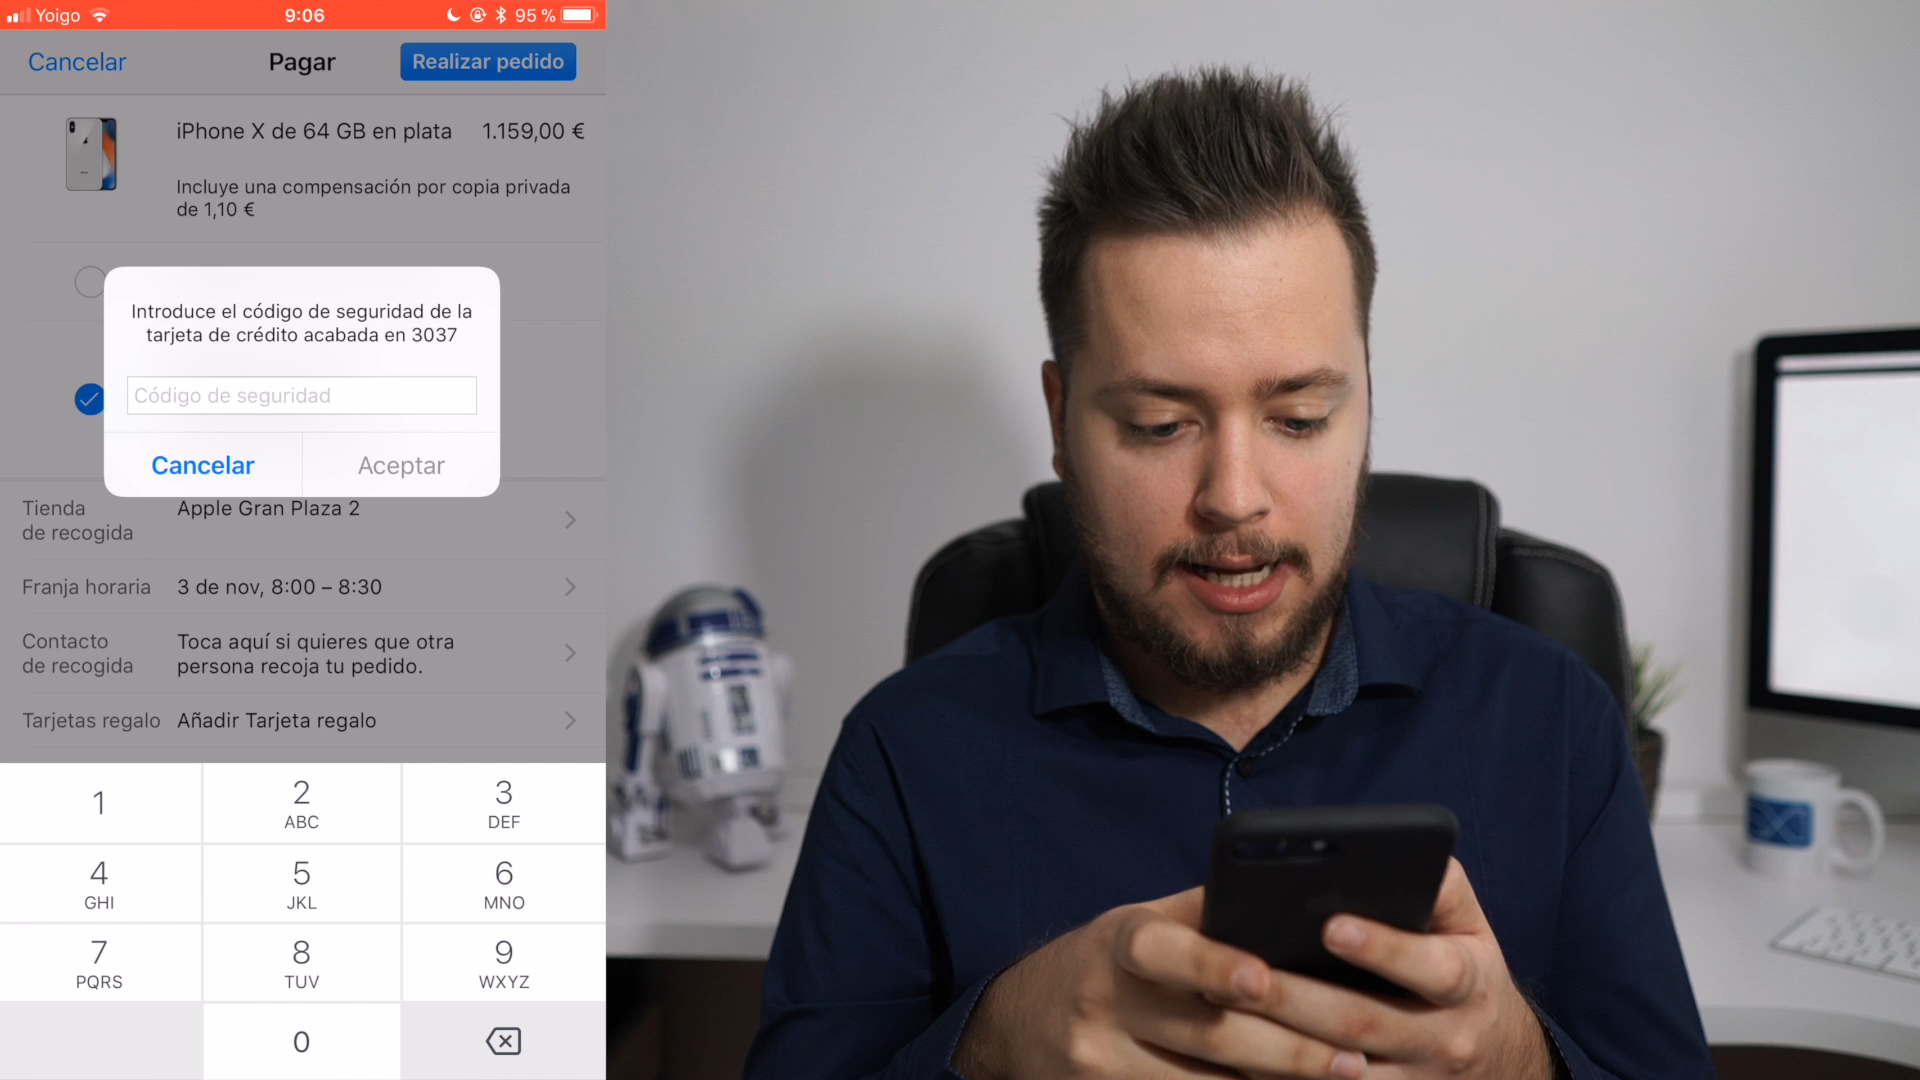 Yoigo 9:06 95 %
Cancelar Pagar Realizar pedido
iPhone X de 64 GB en plata 1.159,00 €
Incluye una compensación por copia privada
de 1,10 €
Introduce el código de seguridad de la
tarjeta de crédito acabada en 3037
Código de seguridad
Cancelar Aceptar
Tienda
de recogida
Apple Gran Plaza 2
Franja horaria 3 de nov, 8:00 – 8:30
Contacto
de recogida
Toca aquí si quieres que otra
persona recoja tu pedido.
Tarjetas regalo Añadir Tarjeta regalo
1 2 3
ABC DEF
4 5 6
GHI JKL MNO
7 8 9
PQRS TUV WXYZ
0